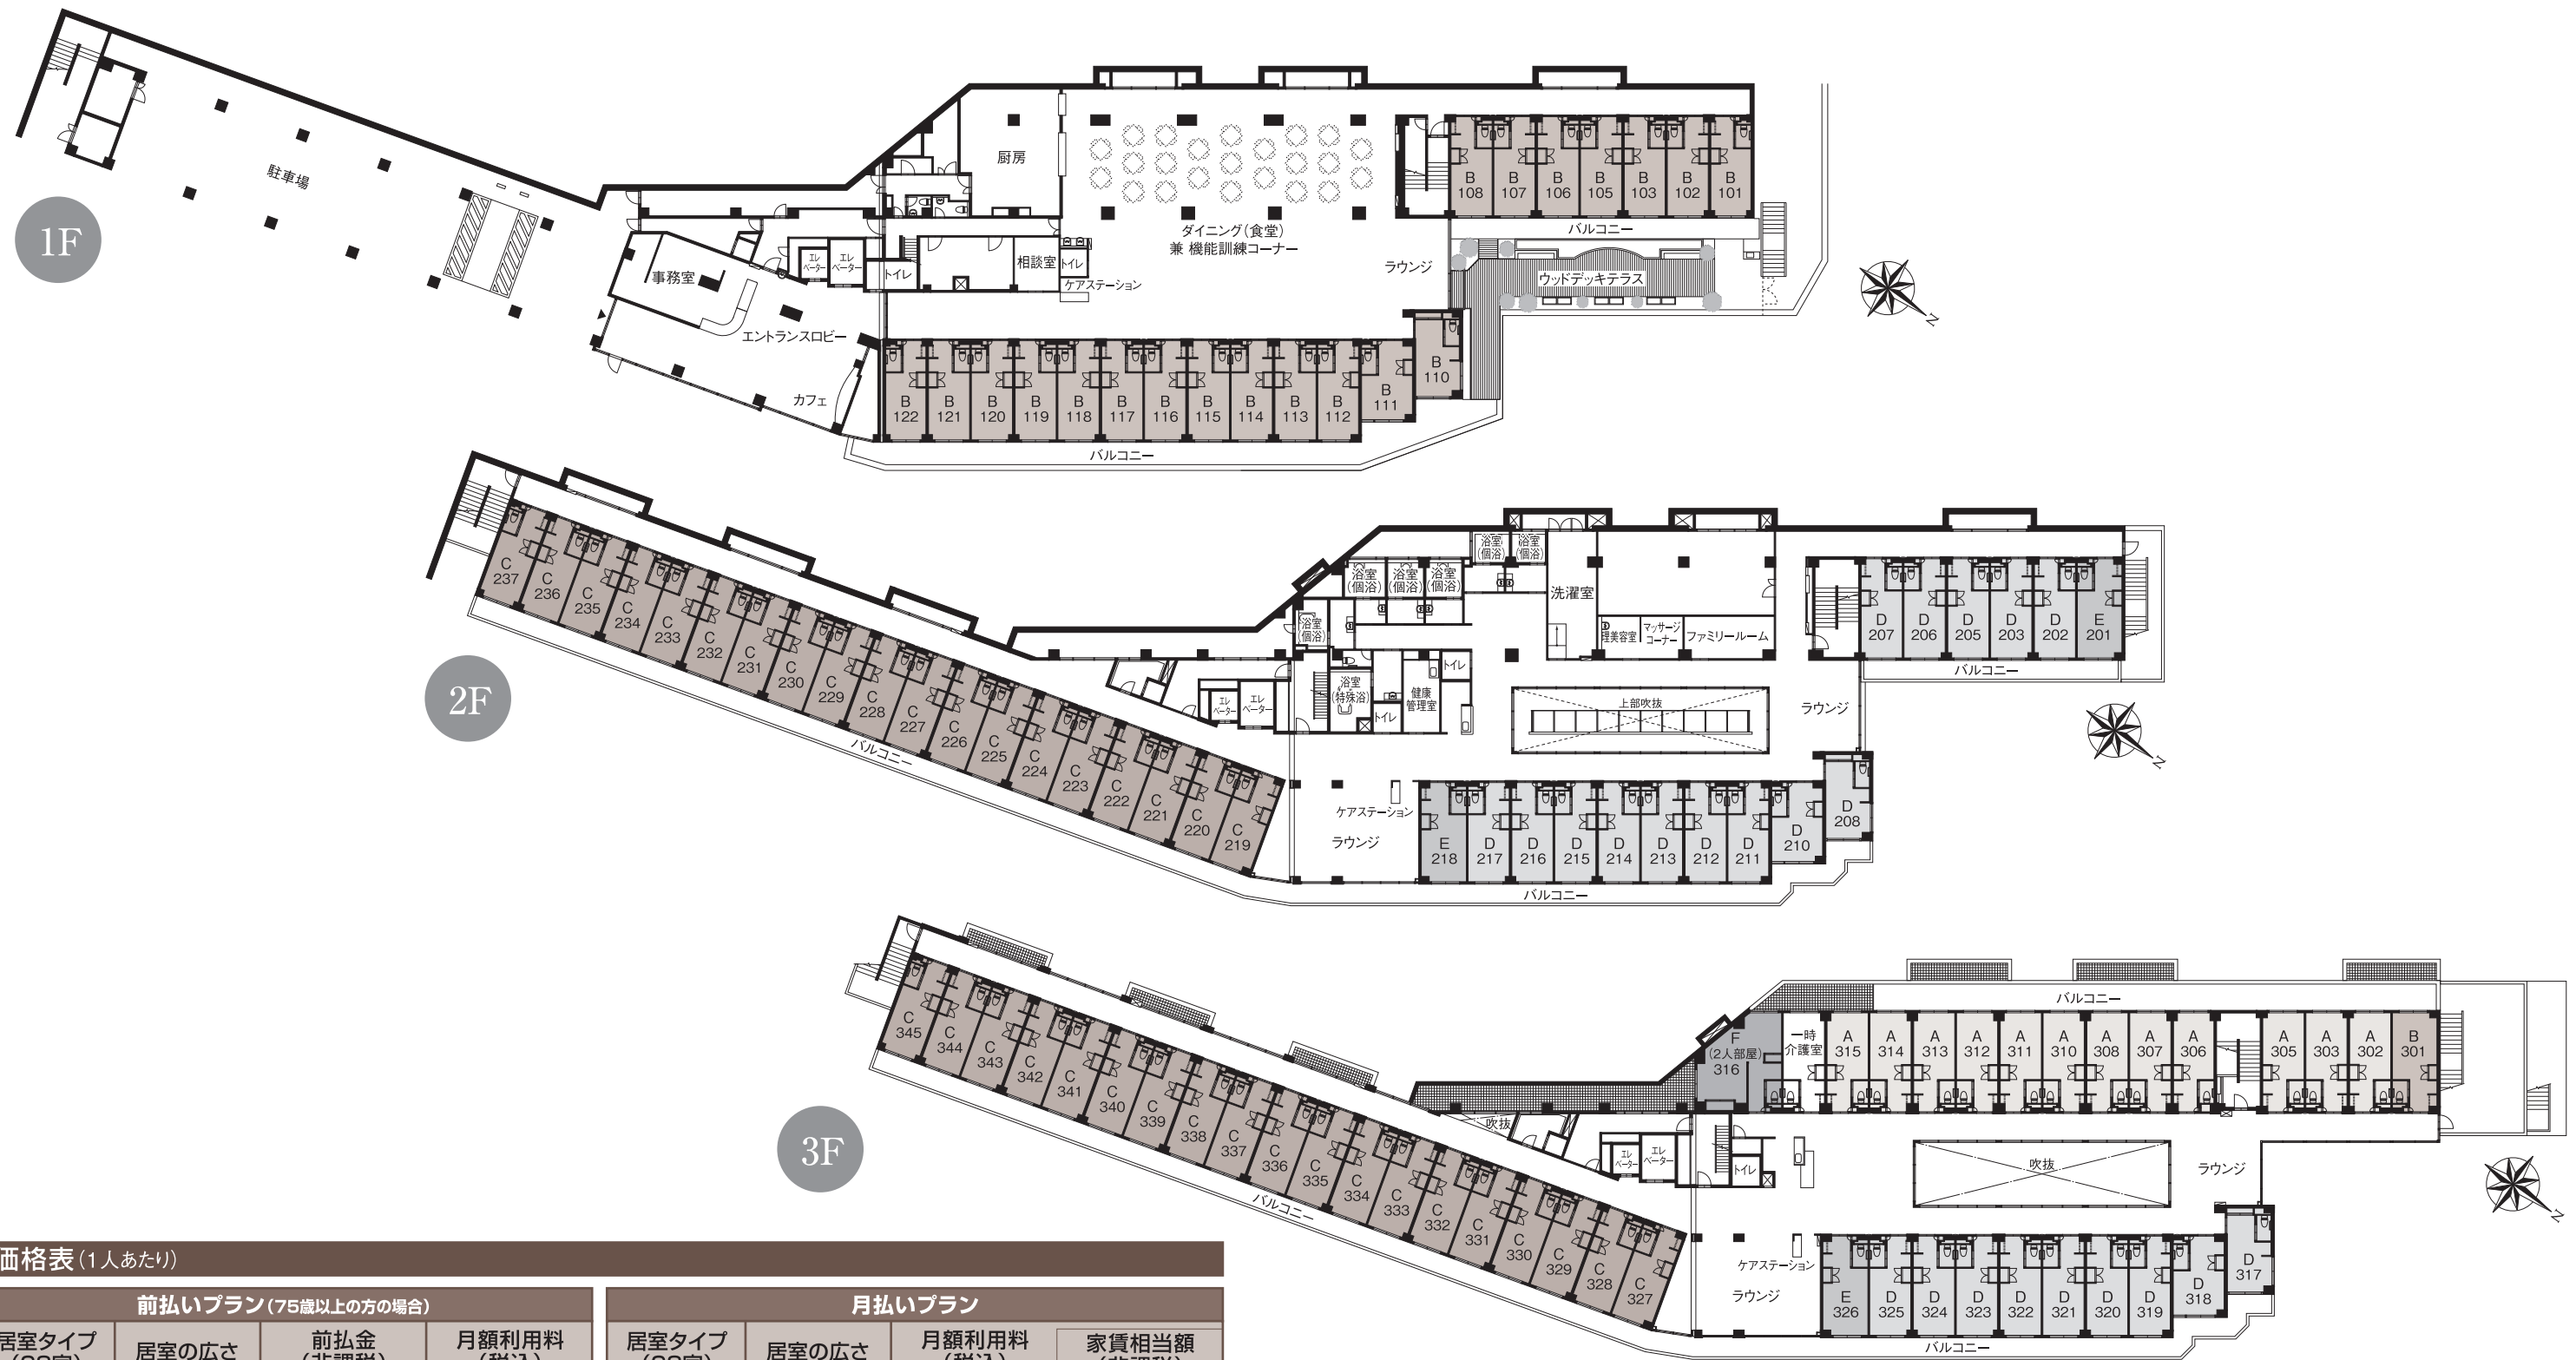 1F
駐車場
厨房
ダイニング(食堂)
兼 機能訓練コーナー
ラウンジ
B
108
B
107
B
106
B
105
B
103
B
102
B
101
バルコニー
ウッドデッキテラス
N
事務室
エレ
ベーター
エレ
ベーター
トイレ
相談室
トイレ
ケアステーション
エントランスロビー
カフェ
B
122
B
121
B
120
B
119
B
118
B
117
B
116
B
115
B
114
B
113
B
112
B
111
B
110
バルコニー
2F
C
237
C
236
C
235
C
234
C
233
C
232
C
231
C
230
C
229
C
228
C
227
C
226
C
225
C
224
C
223
C
222
C
221
C
220
C
219
バルコニー
エレ
ベーター
エレ
ベーター
浴室
(個浴)
浴室
(個浴)
浴室
(個浴)
浴室
(個浴)
浴室
(個浴)
浴室
(個浴)
浴室
(特殊浴)
トイレ
健康
管理室
トイレ
洗濯室
理美容室
マッサージ
コーナー
ファミリールーム
上部吹抜
ラウンジ
D
207
D
206
D
205
D
203
D
202
E
201
バルコニー
N
ケアステーション
ラウンジ
E
218
D
217
D
216
D
215
D
214
D
213
D
212
D
211
D
210
D
208
バルコニー
3F
C
345
C
344
C
343
C
342
C
341
C
340
C
339
C
338
C
337
C
336
C
335
C
334
C
333
C
332
C
331
C
330
C
329
C
328
C
327
バルコニー
吹抜
エレ
ベーター
エレ
ベーター
トイレ
バルコニー
F
(2人部屋)
316
一時
介護室
A
315
A
314
A
313
A
312
A
311
A
310
A
308
A
307
A
306
A
305
A
303
A
302
B
301
吹抜
ラウンジ
N
ケアステーション
ラウンジ
E
326
D
325
D
324
D
323
D
322
D
321
D
320
D
319
D
318
D
317
バルコニー
価格表(1人あたり)
前払いプラン(75歳以上の方の場合)
居室タイプ
居室の広さ
前払金
月額利用料
月払いプラン
居室タイプ
居室の広さ
月額利用料
家賃相当額